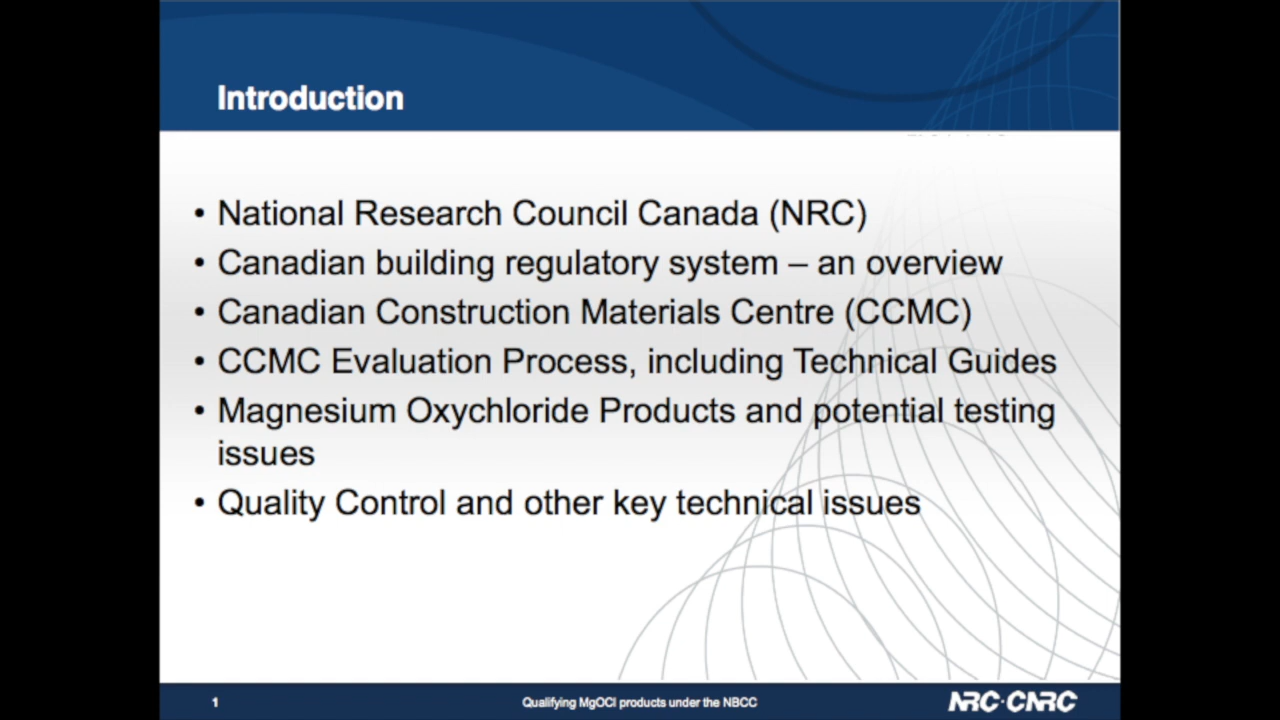 Introduction
• National Research Council Canada (NRC)
• Canadian building regulatory system – an overview
• Canadian Construction Materials Centre (CCMC)
• CCMC Evaluation Process, including Technical Guides
• Magnesium Oxychloride Products and potential testing
issues
• Quality Control and other key technical issues
1
Qualifying MgOCl products under the NBCC
NRC·CNRC